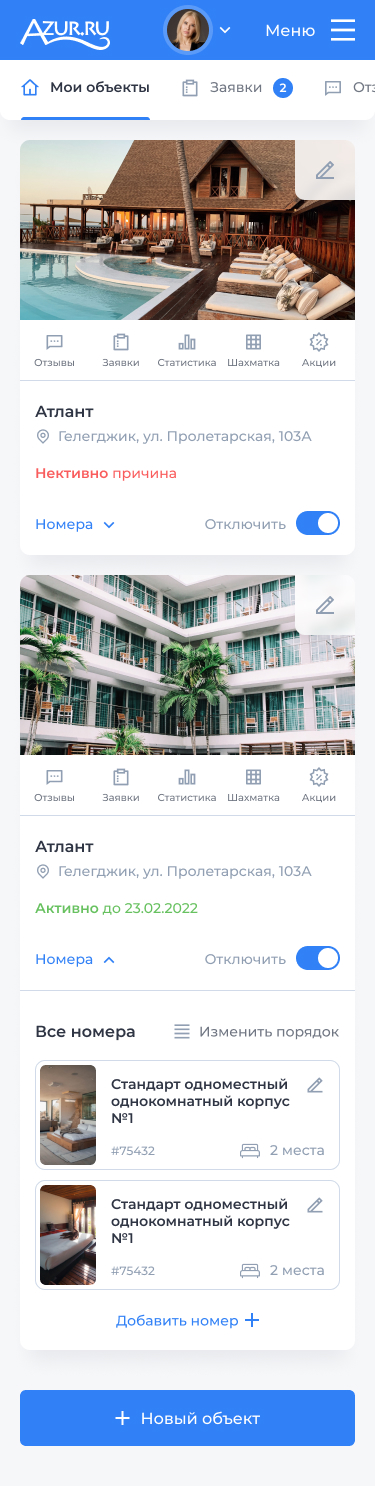 AZUR.RU
Меню
Мои объекты
Заявки 2
Отз
Отзывы Заявки Статистика Шахматка Акции
Атлант
Гелегджик, ул. Пролетарская, 103А
Нективно причина
Номера Отключить
Отзывы Заявки Статистика Шахматка Акции
Атлант
Гелегджик, ул. Пролетарская, 103А
Активно до 23.02.2022
Номера Отключить
Все номера Изменить порядок
Стандарт одноместный
однокомнатный корпус
№1
#75432 2 места
Стандарт одноместный
однокомнатный корпус
№1
#75432 2 места
Добавить номер +
+ Новый объект